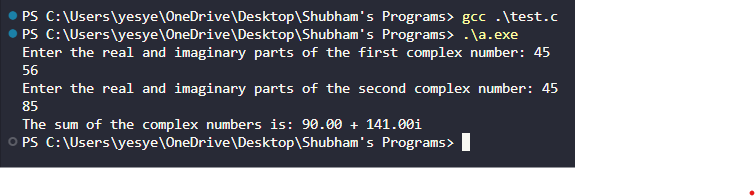 PS C:\Users\yesye\OneDrive\Desktop\Shubham's Programs> gcc .\test.c
PS C:\Users\yesye\OneDrive\Desktop\Shubham's Programs> .\a.exe
Enter the real and imaginary parts of the first complex number: 45
56
Enter the real and imaginary parts of the second complex number: 45
85
The sum of the complex numbers is: 90.00 + 141.00i
PS C:\Users\yesye\OneDrive\Desktop\Shubham's Programs>